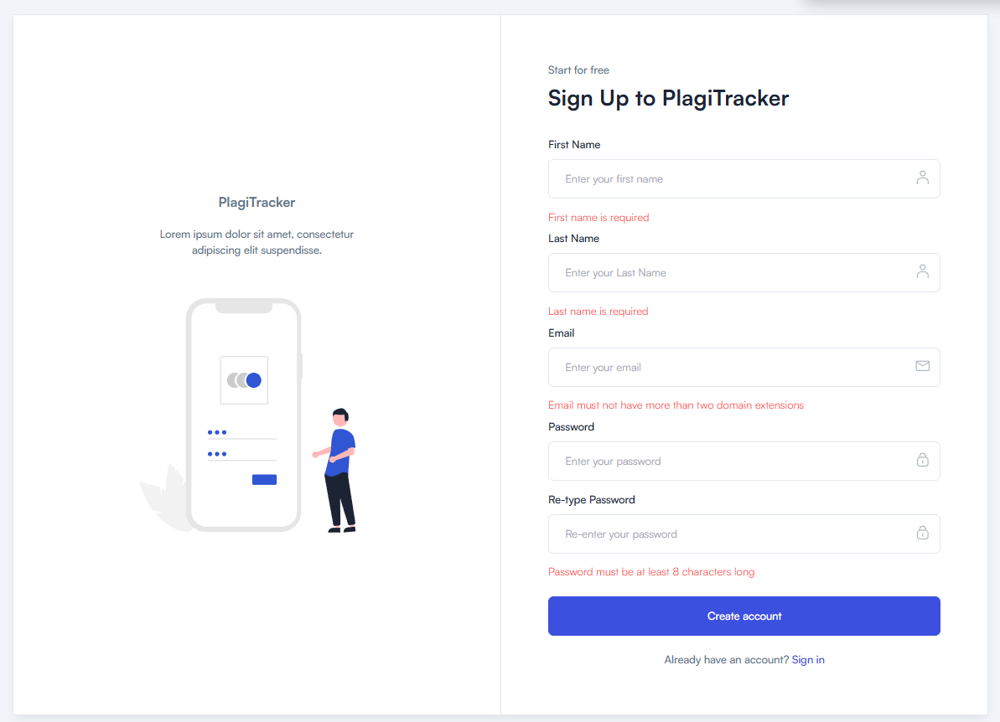 PlagiTracker
Lorem ipsum dolor sit amet, consectetur
adipiscing elit suspendisse.
Start for free
Sign Up to PlagiTracker
First Name
Enter your first name
First name is required
Last Name
Enter your Last Name
Last name is required
Email
Enter your email
Email must not have more than two domain extensions
Password
Enter your password
Re-type Password
Re-enter your password
Password must be at least 8 characters long
Create account
Already have an account? Sign in